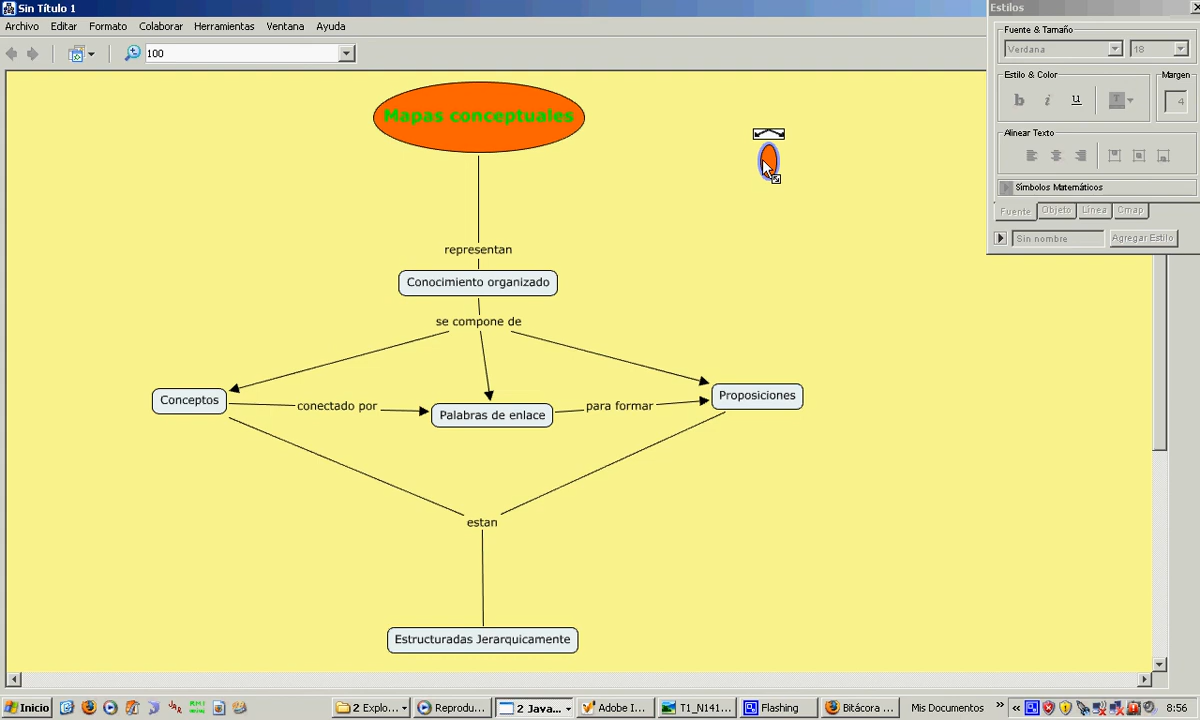 Sin Título 1
Estilos
Archivo Editar Formato Colaborar Herramientas Ventana Ayuda
Fuente & Tamaño
100
Verdana 18
Estilo & Color Margen
b i u T 4
Mapas conceptuales
Alinear Texto
Símbolos Matemáticos
Fuente Objeto Línea Cmap
Sin nombre Agregar Estilo
representan
Conocimiento organizado
se compone de
Conceptos
conectado por
Palabras de enlace
para formar
Proposiciones
estan
Estructuradas Jerarquicamente
Inicio 2 Explo... Reprodu... 2 Java... Adobe I... T1_N141... Flashing Bitácora ... Mis Documentos » « 8:56